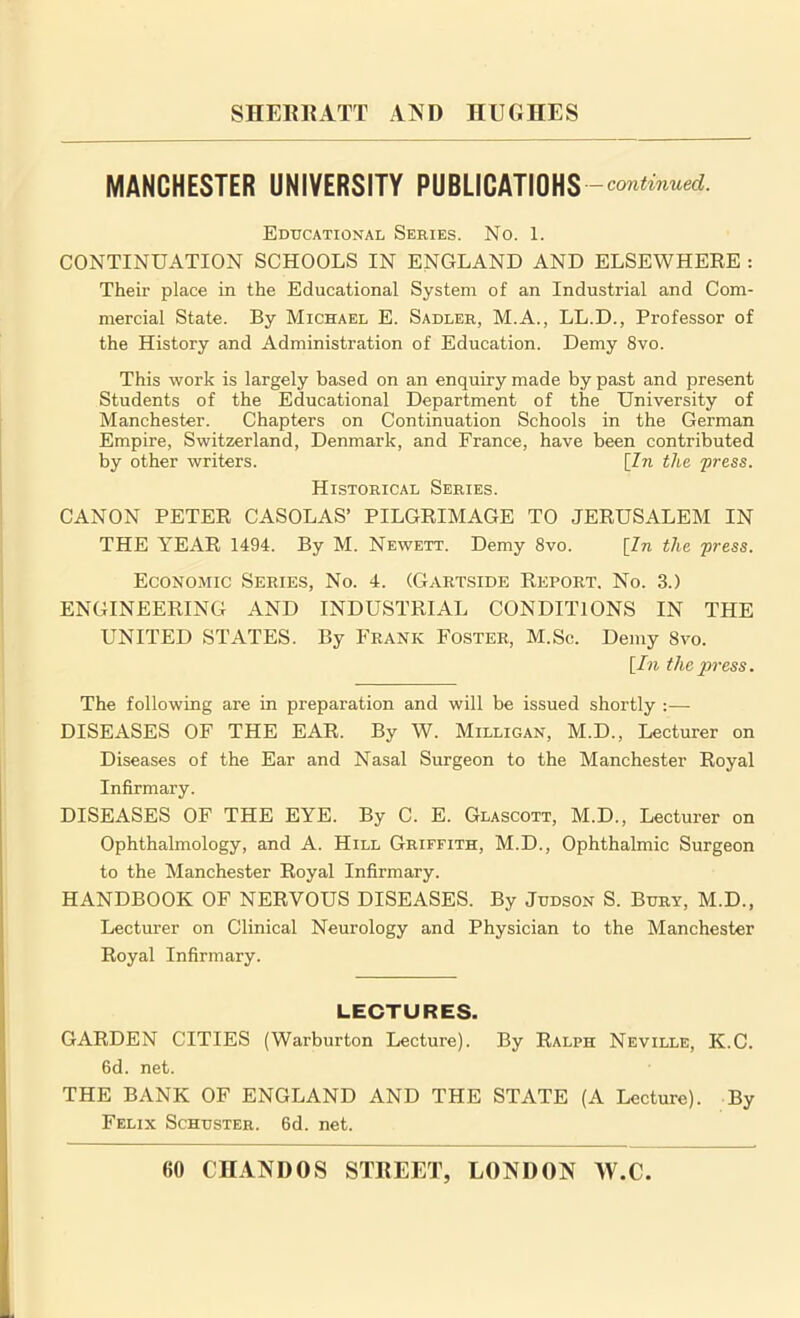 SHERRATT AND HUGHES
MANCHESTER UNIVERSITY PUBLICATIONS—continued.
Educational Series. No. 1.
CONTINUATION SCHOOLS IN ENGLAND AND ELSEWHERE :
Their place in the Educational System of an Industrial and Com-
mercial State. By Michael E. Sadler, M.A., LL.D., Professor of
the History and Administration of Education. Demy 8vo.
This work is largely based on an enquiry made by past and present
Students of the Educational Department of the University of
Manchester. Chapters on Continuation Schools in the German
Empire, Switzerland, Denmark, and France, have been contributed
by other writers. [In the press.
Historical Series.
CANON PETER CASOLAS' PILGRIMAGE TO JERUSALEM IN
THE YEAR 1494. By M. Newett. Demy 8vo. [In the press.
Economic Series, No. 4. (Gartside Report. No. 3.)
ENGINEERING AND INDUSTRIAL CONDITIONS IN THE
UNITED STATES. By Frank Foster, M.Sc. Demy 8vo.
[In the press.
The following are in preparation and will be issued shortly :—
DISEASES OF THE EAR. By W. Milligan, M.D., Lecturer on
Diseases of the Ear and Nasal Surgeon to the Manchester Royal
Infirmary.
DISEASES OF THE EYE. By C. E. Glascott, M.D., Lecturer on
Ophthalmology, and A. Hill Griffith, M.D., Ophthalmic Surgeon
to the Manchester Royal Infirmary.
HANDBOOK OF NERVOUS DISEASES. By Judson S. Bury, M.D.,
Lecturer on Clinical Neurology and Physician to the Manchester
Royal Infirmary.
LECTURES.
GARDEN CITIES (Warburton Lecture). By Ralph Neville, K.C.
6d. net.
THE BANK OF ENGLAND AND THE STATE (A Lecture). By
Felix Schuster. 6d. net.
60 CHANDOS STREET, LONDON W.C.